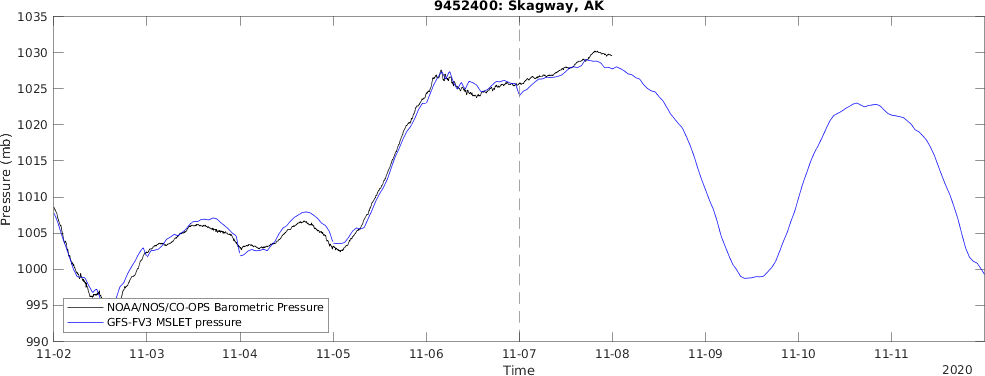 9452400: Skagway, AK
Pressure (mb)
1035
1030
1025
1020
1015
1010
1005
1000
995
990
NOAA/NOS/CO-OPS Barometric Pressure
GFS-FV3 MSLET pressure
11-02 11-03 11-04 11-05 11-06 11-07 11-08 11-09 11-10 11-11
Time
2020